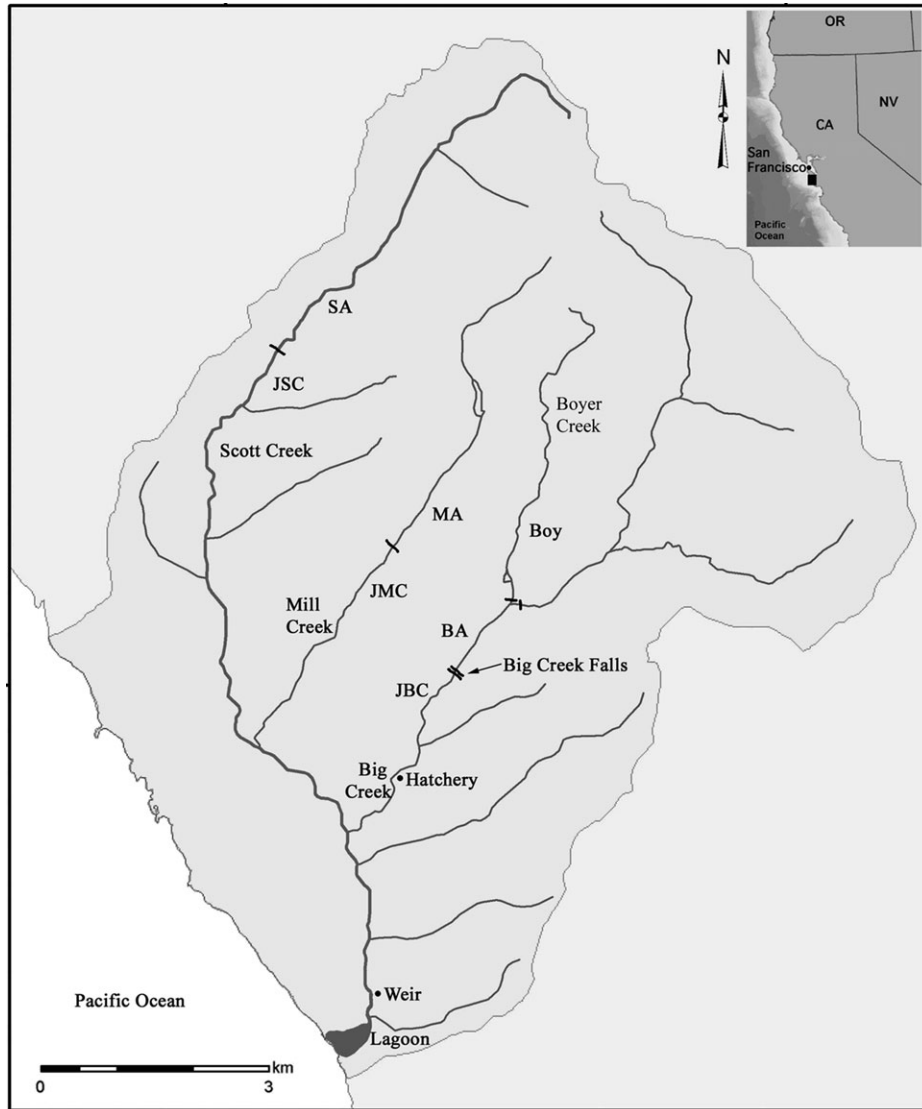 OR
N
NV
CA
San
Francisco
Pacific
Ocean
SA
JSC
Boyer
Creek
Scott Creek
MA
Boy
JMC
Mill
Creek
BA
Big Creek Falls
JBC
Big
Creek
Hatchery
Weir
Pacific Ocean
Lagoon
km
0
3